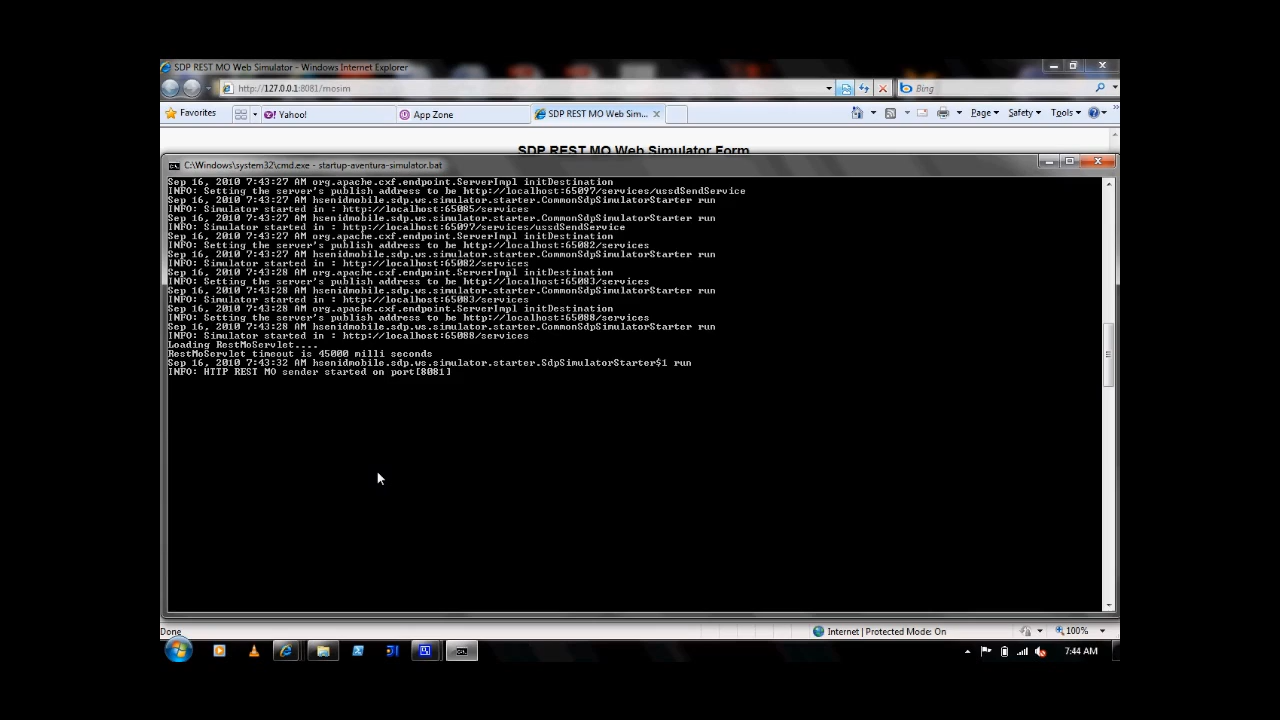 SDP REST MO Web Simulator - Windows Internet Explorer
http://127.0.0.1:8081/mosim
Bing
Favorites
Yahoo!
App Zone
SDP REST MO Web Sim...
Page
Safety
Tools
SDP REST MO Web Simulator Form
C:\Windows\system32\cmd.exe - startup-aventura-simulator.bat
Sep 16, 2010 7:43:27 AM org.apache.cxf.endpoint.ServerImpl initDestination
INFO: Setting the server's publish address to be http://localhost:65097/services/ussdSendService
Sep 16, 2010 7:43:27 AM hsenidmobile.sdp.ws.simulator.starter.CommonSdpSimulatorStarter run
INFO: Simulator started in : http://localhost:65085/services
Sep 16, 2010 7:43:27 AM hsenidmobile.sdp.ws.simulator.starter.CommonSdpSimulatorStarter run
INFO: Simulator started in : http://localhost:65097/services/ussdSendService
Sep 16, 2010 7:43:27 AM org.apache.cxf.endpoint.ServerImpl initDestination
INFO: Setting the server's publish address to be http://localhost:65082/services
Sep 16, 2010 7:43:27 AM hsenidmobile.sdp.ws.simulator.starter.CommonSdpSimulatorStarter run
INFO: Simulator started in : http://localhost:65082/services
Sep 16, 2010 7:43:28 AM org.apache.cxf.endpoint.ServerImpl initDestination
INFO: Setting the server's publish address to be http://localhost:65083/services
Sep 16, 2010 7:43:28 AM hsenidmobile.sdp.ws.simulator.starter.CommonSdpSimulatorStarter run
INFO: Simulator started in : http://localhost:65083/services
Sep 16, 2010 7:43:28 AM org.apache.cxf.endpoint.ServerImpl initDestination
INFO: Setting the server's publish address to be http://localhost:65088/services
Sep 16, 2010 7:43:28 AM hsenidmobile.sdp.ws.simulator.starter.CommonSdpSimulatorStarter run
INFO: Simulator started in : http://localhost:65088/services
Loading RestMoServlet....
RestMoServlet timeout is 45000 milli seconds
Sep 16, 2010 7:43:32 AM hsenidmobile.sdp.ws.simulator.starter.SdpSimulatorStarter$1 run
INFO: HTTP REST MO sender started on port[8081]
Done
Internet | Protected Mode: On
100%
7:44 AM